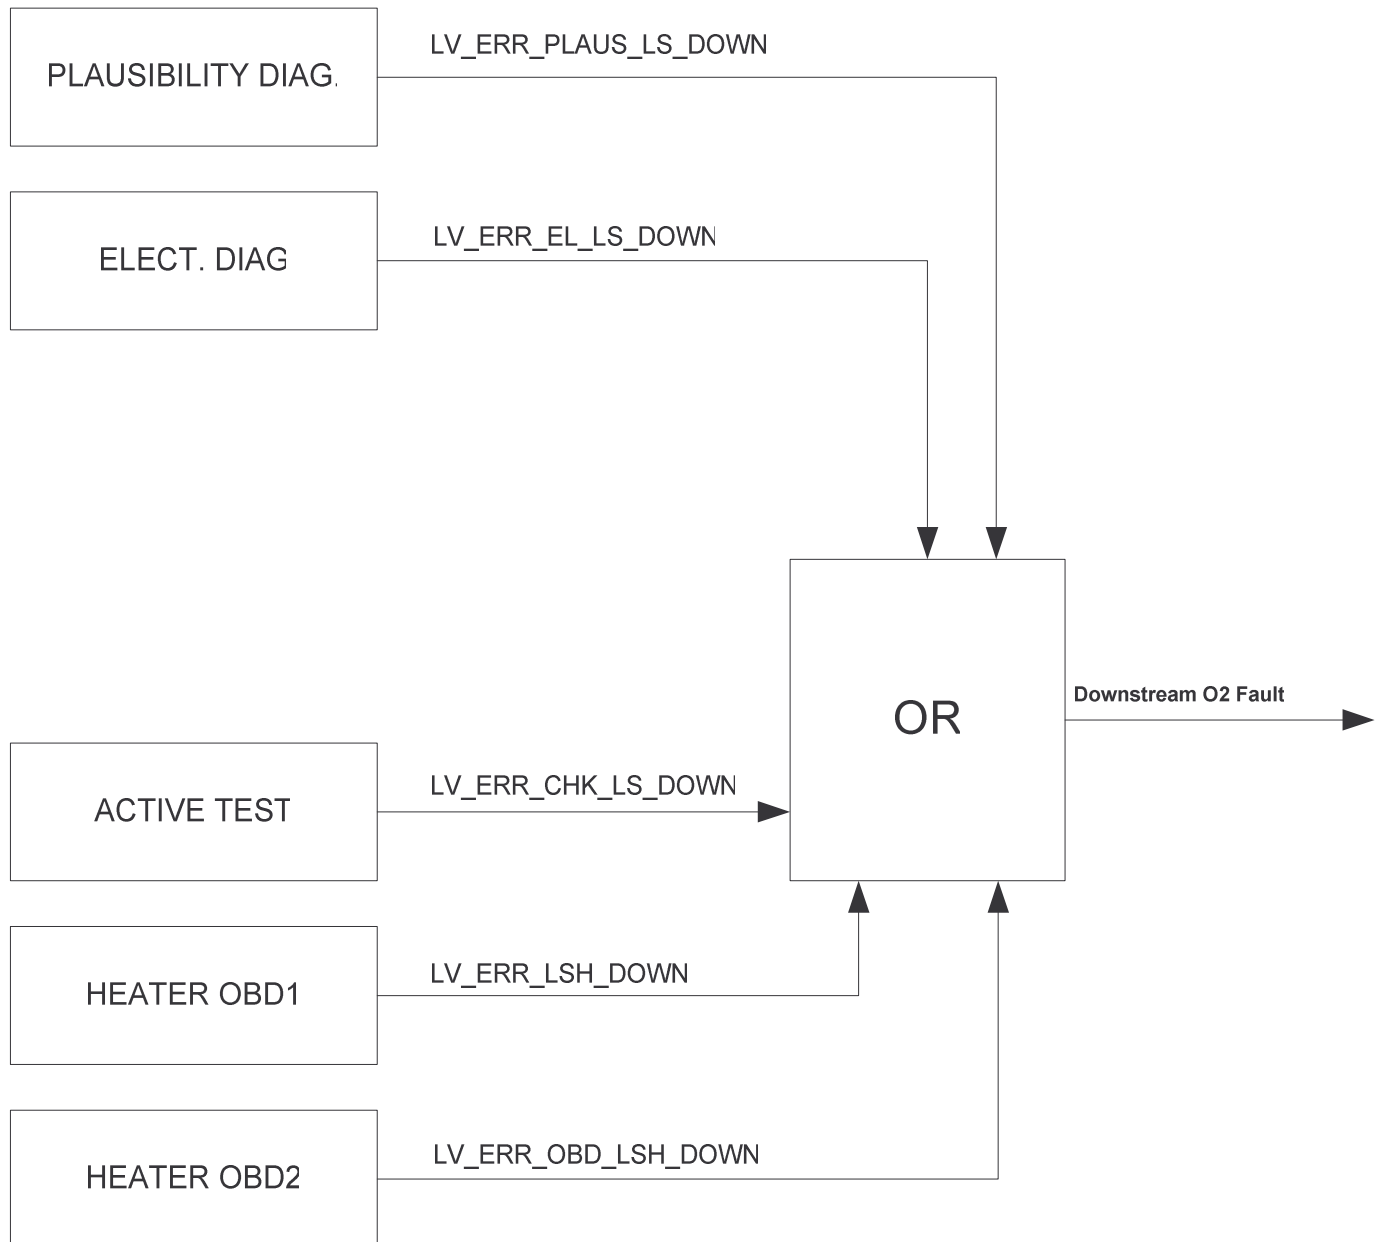 LV_ERR_PLAUS_LS_DOWN
PLAUSIBILITY DIAG.
LV_ERR_EL_LS_DOWN
ELECT. DIAG
OR
Downstream O2 Fault
LV_ERR_CHK_LS_DOWN
ACTIVE TEST
LV_ERR_LSH_DOWN
HEATER OBD1
LV_ERR_OBD_LSH_DOWN
HEATER OBD2